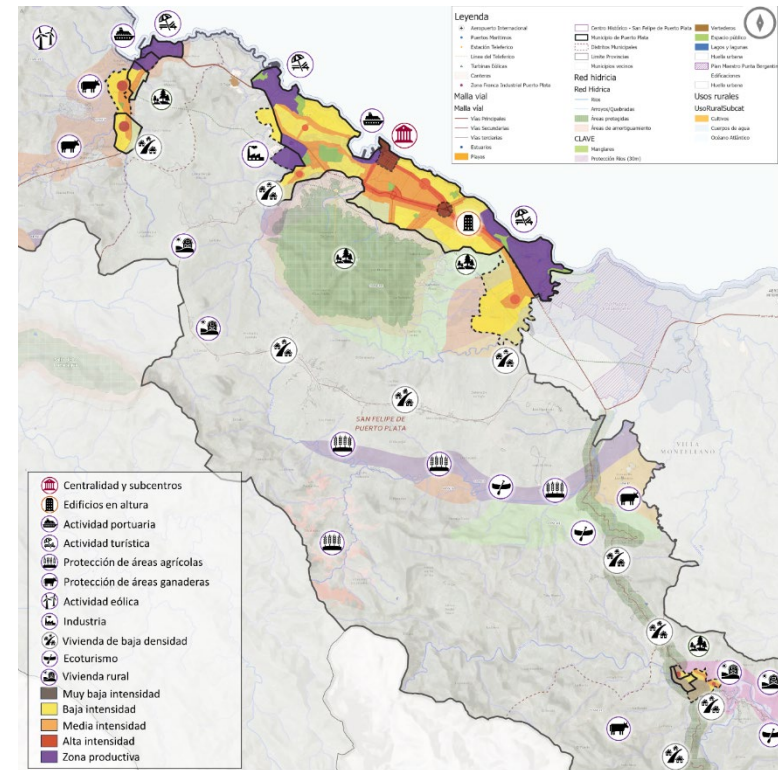 Leyenda
Aeropuerto Internacional
Puertos Marítimos
Estación Teleférico
Línea del Teleférico
Turbinas Eólicas
Canteras
Zona Franca Industrial Puerto Plata
Malla vial
Malla vial
Vías Principales
Vías Secundarias
Vías terciarias
Estuarios
Playas
Centro Histórico - San Felipe de Puerto Plata
Municipio de Puerto Plata
Distritos Municipales
Límite Provincias
Municipios vecinos
Red hídricia
Red Hídrica
Ríos
Arroyos/Quebradas
Áreas protegidas
Áreas de amortiguamiento
CLAVE
Manglares
Protección Ríos (30m)
Vertederos
Espacio público
Lagos y lagunas
Huella urbana
Plan Maestro Punta Bergantín
Edificaciones
Huella urbana
Usos rurales
UsoRuralSubcat
Cultivos
Cuerpos de agua
Océano Atlántico
SAN FELIPE DE
PUERTO PLATA
VILLA
MONTELLANO
Centralidad y subcentros
Edificios en altura
Actividad portuaria
Actividad turística
Protección de áreas agrícolas
Protección de áreas ganaderas
Actividad eólica
Industria
Vivienda de baja densidad
Ecoturismo
Vivienda rural
Muy baja intensidad
Baja intensidad
Media intensidad
Alta intensidad
Zona productiva